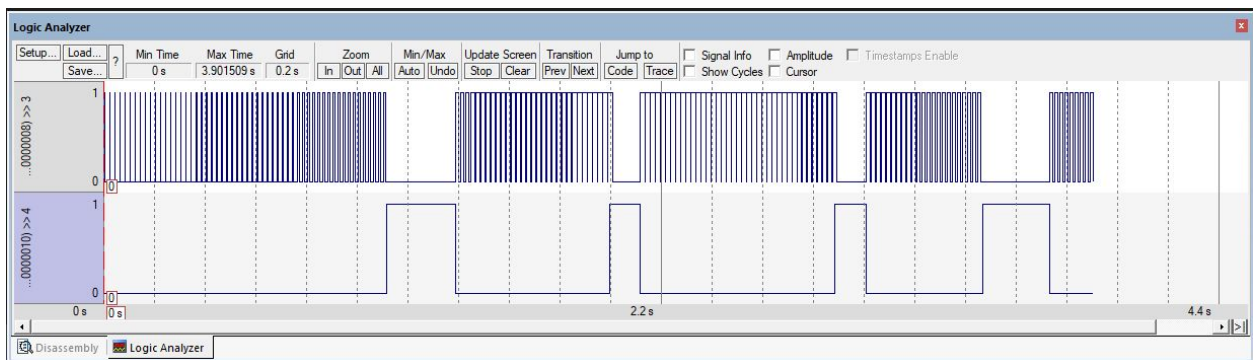 Logic Analyzer
Setup... Load... ? Min Time Max Time Grid Zoom Min/Max Update Screen Transition Jump to Signal Info Amplitude Timestamps Enable
Save... 0 s 3.901509 s 0.2 s In Out All Auto Undo Stop Clear Prev Next Code Trace Show Cycles Cursor
...0000008) >> 3
1
0
0
...0000010) >> 4
1
0
0
0 s 0 s 2.2 s 4.4 s
Disassembly Logic Analyzer